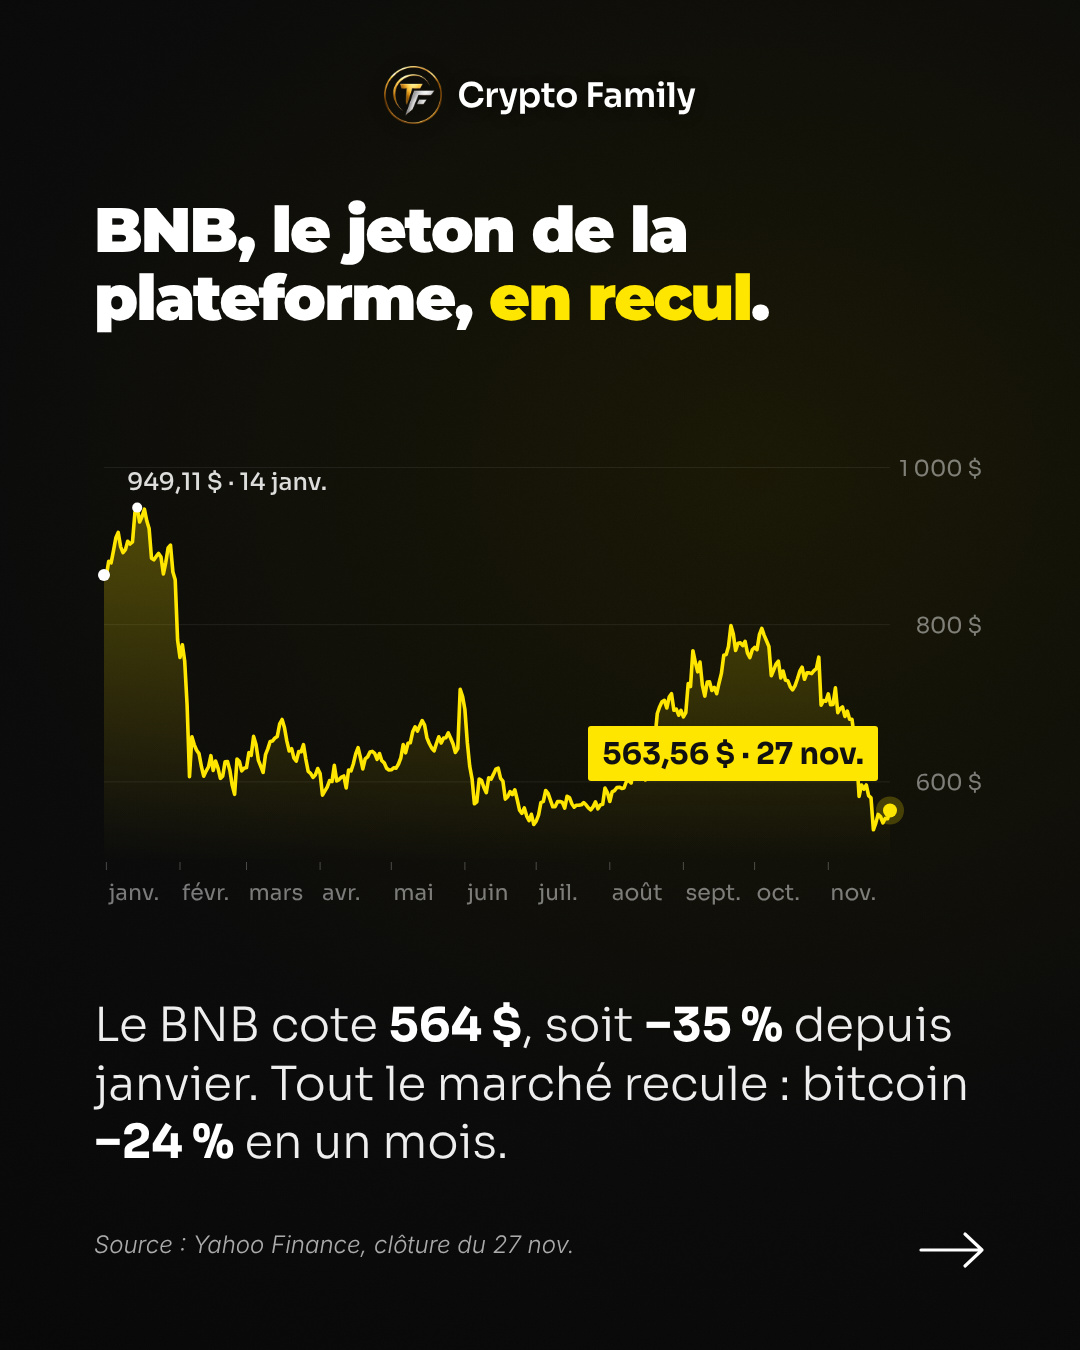 TF
Crypto Family
BNB, le jeton de la
plateforme, en recul.
949,11 $ · 14 janv.
1 000 $
800 $
563,56 $ · 27 nov.
600 $
janv. févr. mars avr. mai juin juil. août sept. oct. nov.
Le BNB cote 564 $, soit −35 % depuis
janvier. Tout le marché recule : bitcoin
−24 % en un mois.
Source : Yahoo Finance, clôture du 27 nov.